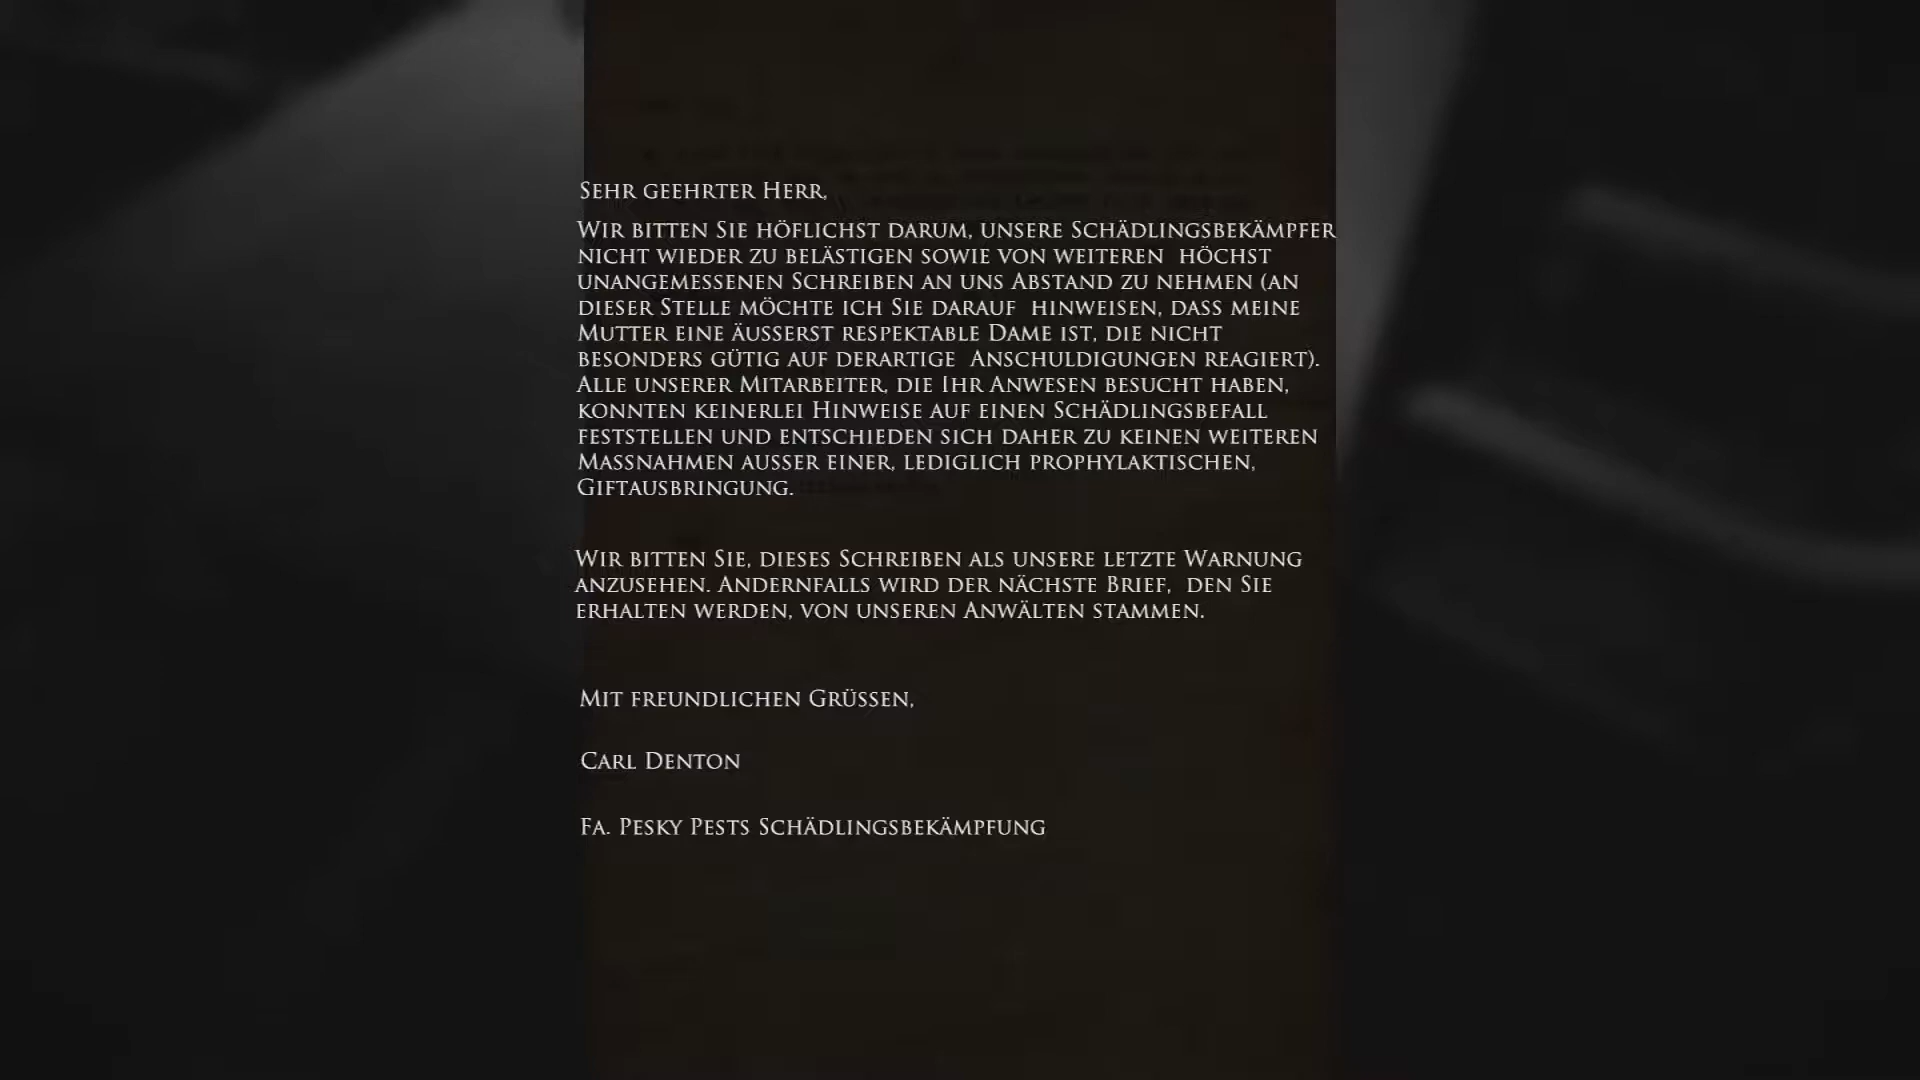 Sehr geehrter Herr,
Wir bitten Sie höflichst darum, unsere Schädlingsbekämpfer
nicht wieder zu belästigen sowie von weiteren höchst
unangemessenen Schreiben an uns Abstand zu nehmen (an
dieser Stelle möchte ich Sie darauf hinweisen, dass meine
Mutter eine äusserst respektable Dame ist, die nicht
besonders gütig auf derartige Anschuldigungen reagiert).
Alle unserer Mitarbeiter, die Ihr Anwesen besucht haben,
konnten keinerlei Hinweise auf einen Schädlingsbefall
feststellen und entschieden sich daher zu keinen weiteren
Massnahmen ausser einer, lediglich prophylaktischen,
Giftausbringung.
Wir bitten Sie, dieses Schreiben als unsere letzte Warnung
anzusehen. Andernfalls wird der nächste Brief, den Sie
erhalten werden, von unseren Anwälten stammen.
Mit freundlichen Grüssen,
Carl Denton
Fa. Pesky Pests Schädlingsbekämpfung